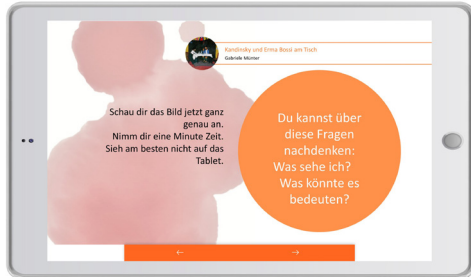 Kandinsky und Erma Bossi am Tisch
Gabriele Münter
Schau dir das Bild jetzt ganz
genau an.
Nimm dir eine Minute Zeit.
Sieh am besten nicht auf das
Tablet.
Du kannst über
diese Fragen
nachdenken:
Was sehe ich?
Was könnte es
bedeuten?
← →